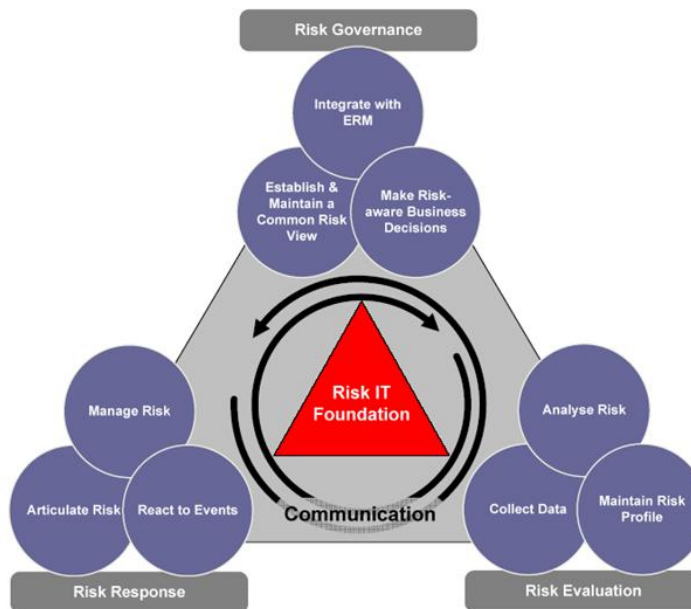 Risk Governance
Integrate with
ERM
Establish &
Maintain a
Common Risk
View
Make Risk-
aware Business
Decisions
Risk IT
Foundation
Communication
Manage Risk
Articulate Risk
React to Events
Risk Response
Analyse Risk
Collect Data
Maintain Risk
Profile
Risk Evaluation